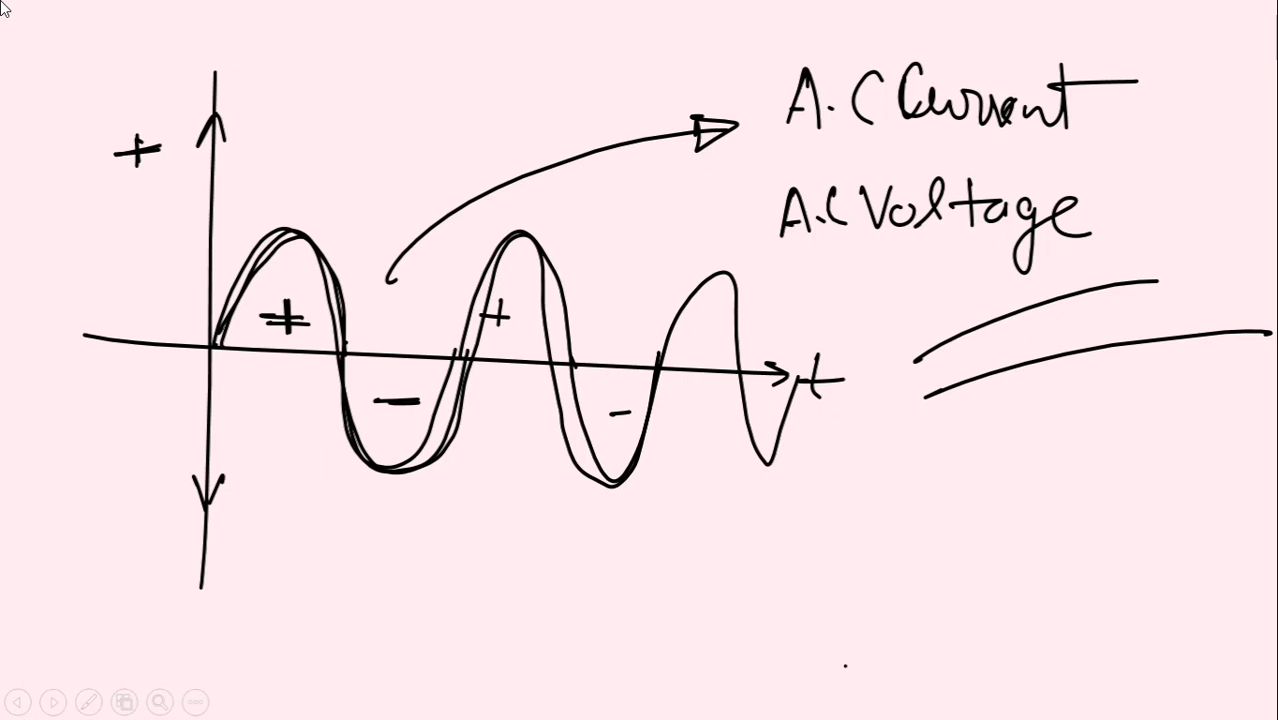 A.C Current
A.C Voltage
+
+
+
-
-
t